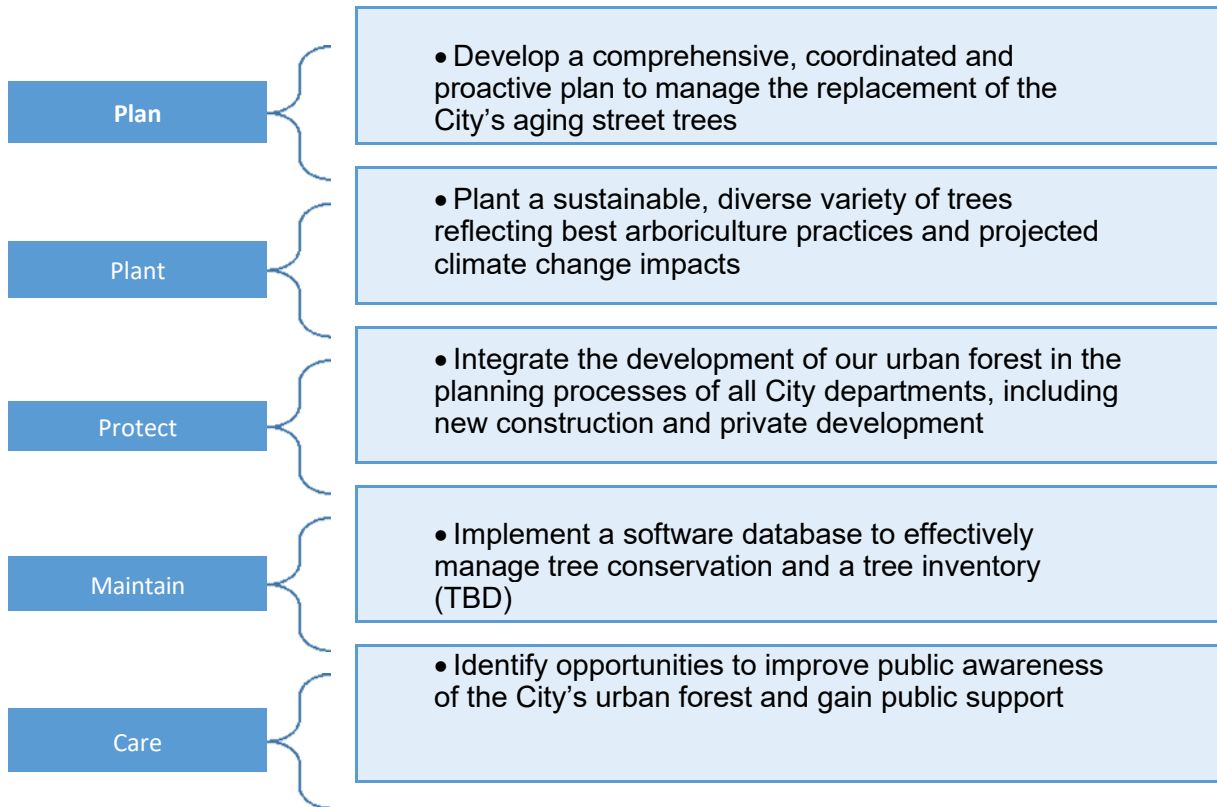 Plan
• Develop a comprehensive, coordinated and
proactive plan to manage the replacement of the
City’s aging street trees
Plant
• Plant a sustainable, diverse variety of trees
reflecting best arboriculture practices and projected
climate change impacts
Protect
• Integrate the development of our urban forest in the
planning processes of all City departments, including
new construction and private development
Maintain
• Implement a software database to effectively
manage tree conservation and a tree inventory
(TBD)
Care
• Identify opportunities to improve public awareness
of the City’s urban forest and gain public support